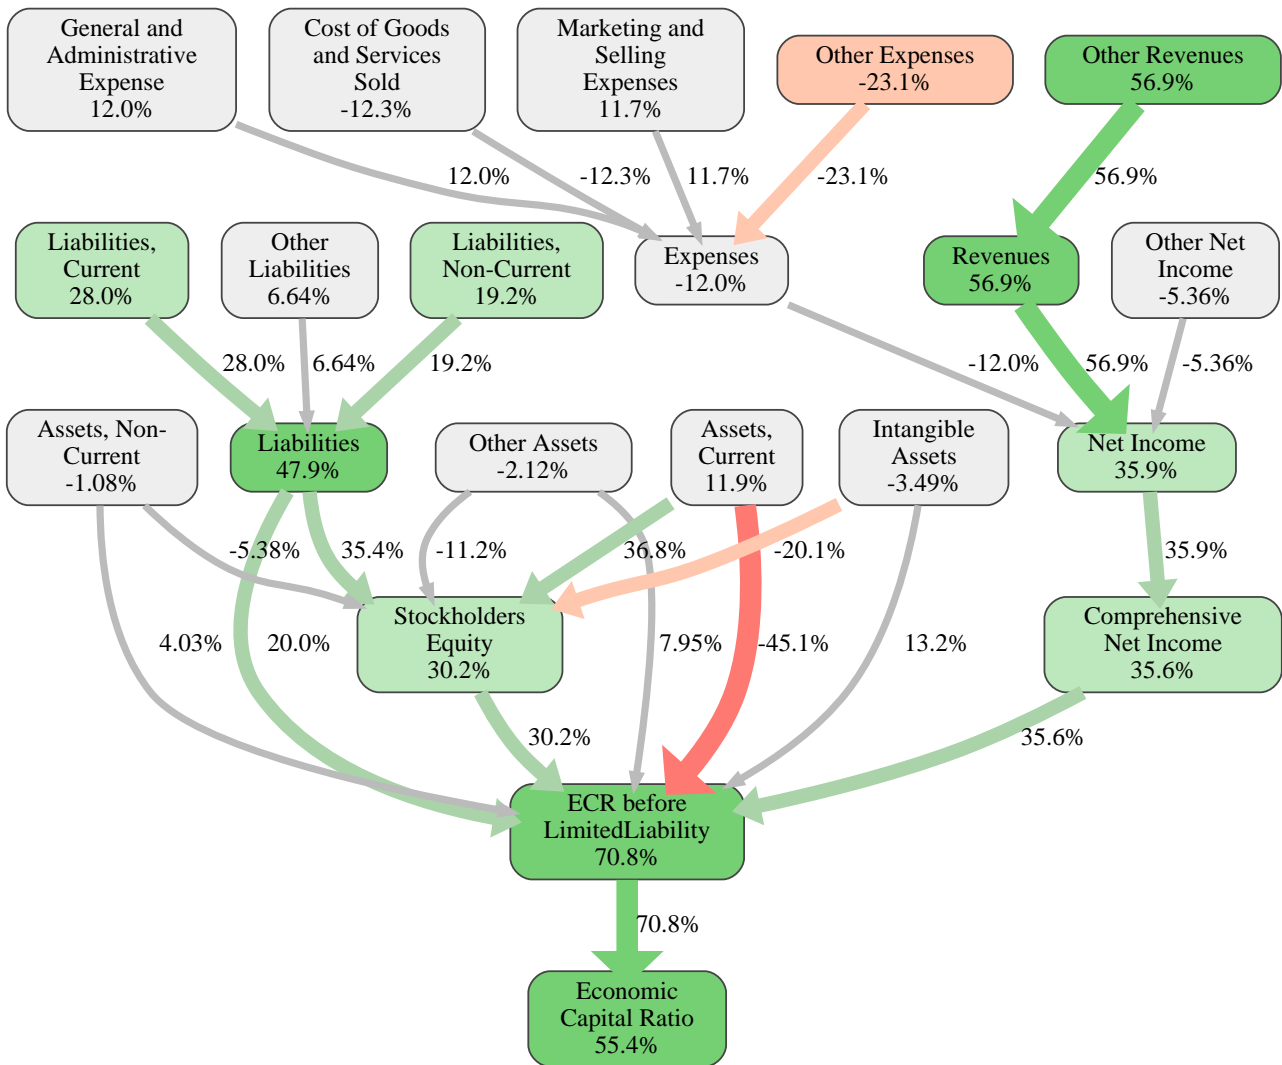 General and
Administrative
Expense
12.0%
Cost of Goods
and Services
Sold
-12.3%
Marketing and
Selling
Expenses
11.7%
Other Expenses
-23.1%
Other Revenues
56.9%
12.0%
-12.3%
11.7%
-23.1%
56.9%
Liabilities,
Current
28.0%
Other
Liabilities
6.64%
Liabilities,
Non-Current
19.2%
Expenses
-12.0%
Revenues
56.9%
Other Net
Income
-5.36%
28.0%
6.64%
19.2%
-12.0%
56.9%
-5.36%
Assets, Non-
Current
-1.08%
Liabilities
47.9%
Other Assets
-2.12%
Assets,
Current
11.9%
Intangible
Assets
-3.49%
Net Income
35.9%
-5.38%
35.4%
-11.2%
36.8%
-20.1%
35.9%
Stockholders
Equity
30.2%
Comprehensive
Net Income
35.6%
4.03%
20.0%
7.95%
-45.1%
13.2%
30.2%
35.6%
ECR before
LimitedLiability
70.8%
70.8%
Economic
Capital Ratio
55.4%